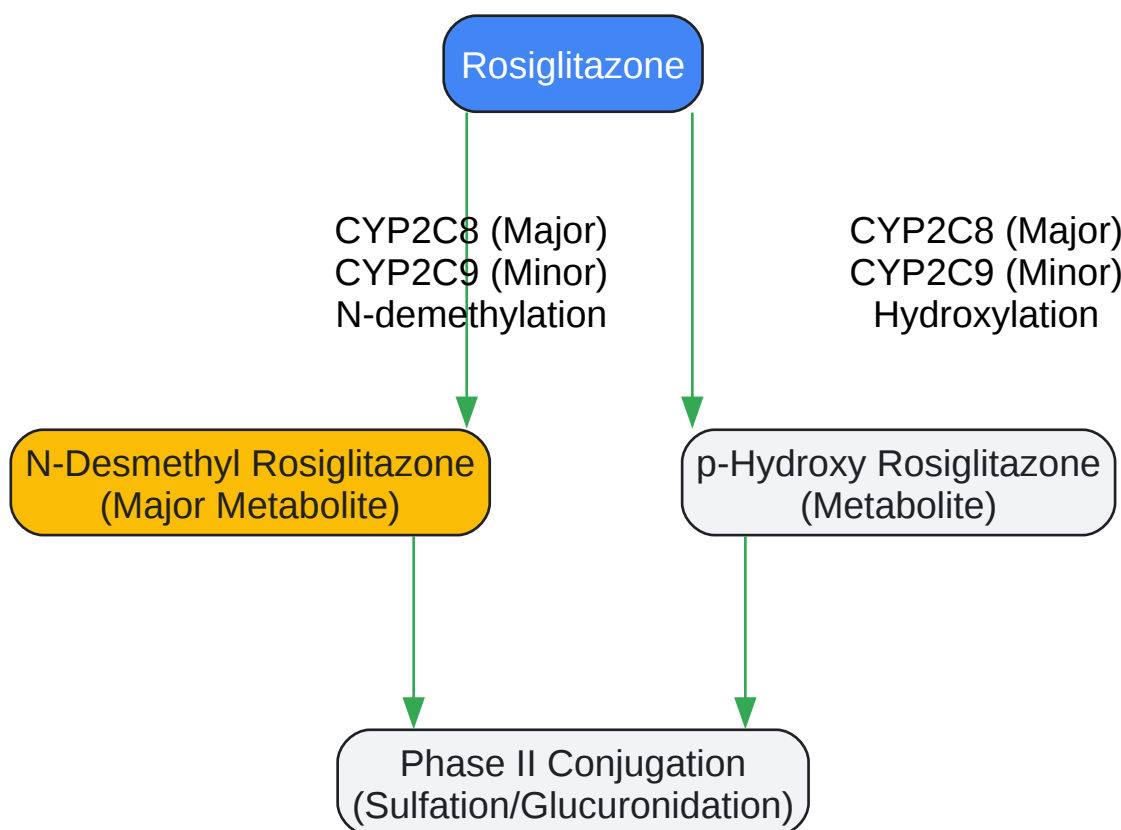 Rosiglitazone
CYP2C8 (Major)
CYP2C9 (Minor)
N-demethylation
CYP2C8 (Major)
CYP2C9 (Minor)
Hydroxylation
N-Desmethyl Rosiglitazone
(Major Metabolite)
p-Hydroxy Rosiglitazone
(Metabolite)
Phase II Conjugation
(Sulfation/Glucuronidation)